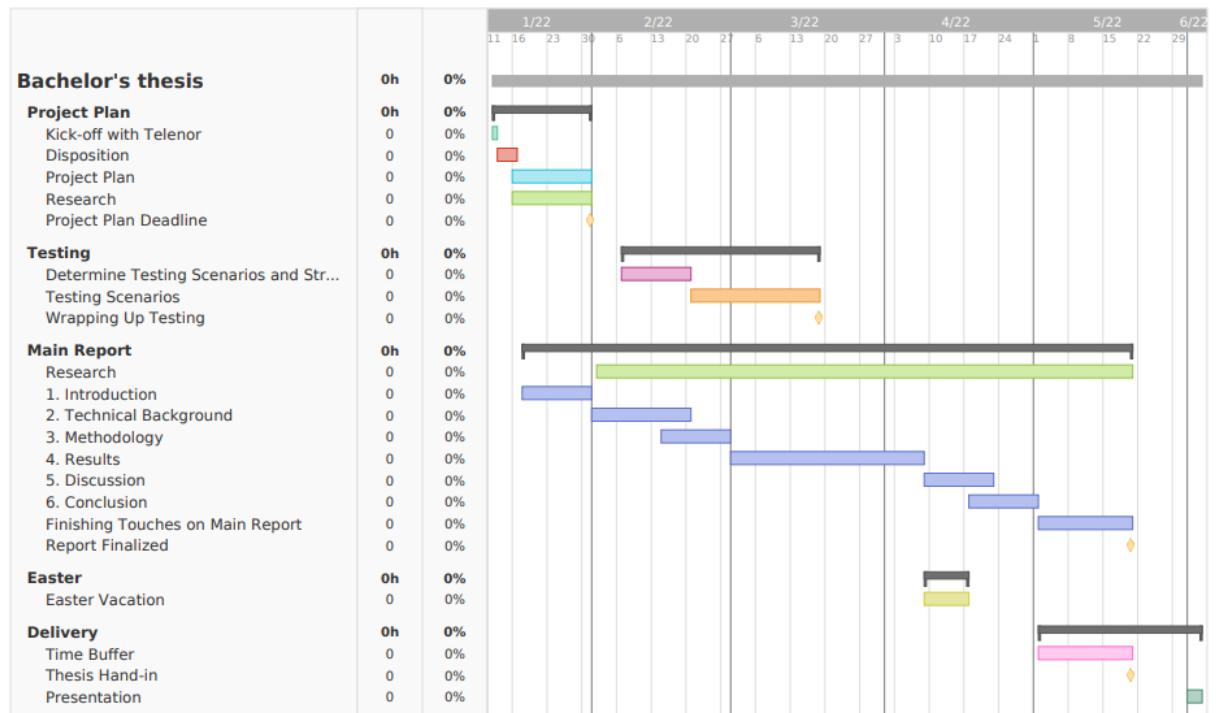 1/22 2/22 3/22 4/22 5/22 6/22
11 16 23 30 6 13 20 27 6 13 20 27 3 10 17 24 1 8 15 22 29
Bachelor's thesis 0h 0%
Project Plan 0h 0%
Kick-off with Telenor 0 0%
Disposition 0 0%
Project Plan 0 0%
Research 0 0%
Project Plan Deadline 0 0%
Testing 0h 0%
Determine Testing Scenarios and Str... 0 0%
Testing Scenarios 0 0%
Wrapping Up Testing 0 0%
Main Report 0h 0%
Research 0 0%
1. Introduction 0 0%
2. Technical Background 0 0%
3. Methodology 0 0%
4. Results 0 0%
5. Discussion 0 0%
6. Conclusion 0 0%
Finishing Touches on Main Report 0 0%
Report Finalized 0 0%
Easter 0h 0%
Easter Vacation 0 0%
Delivery 0h 0%
Time Buffer 0 0%
Thesis Hand-in 0 0%
Presentation 0 0%